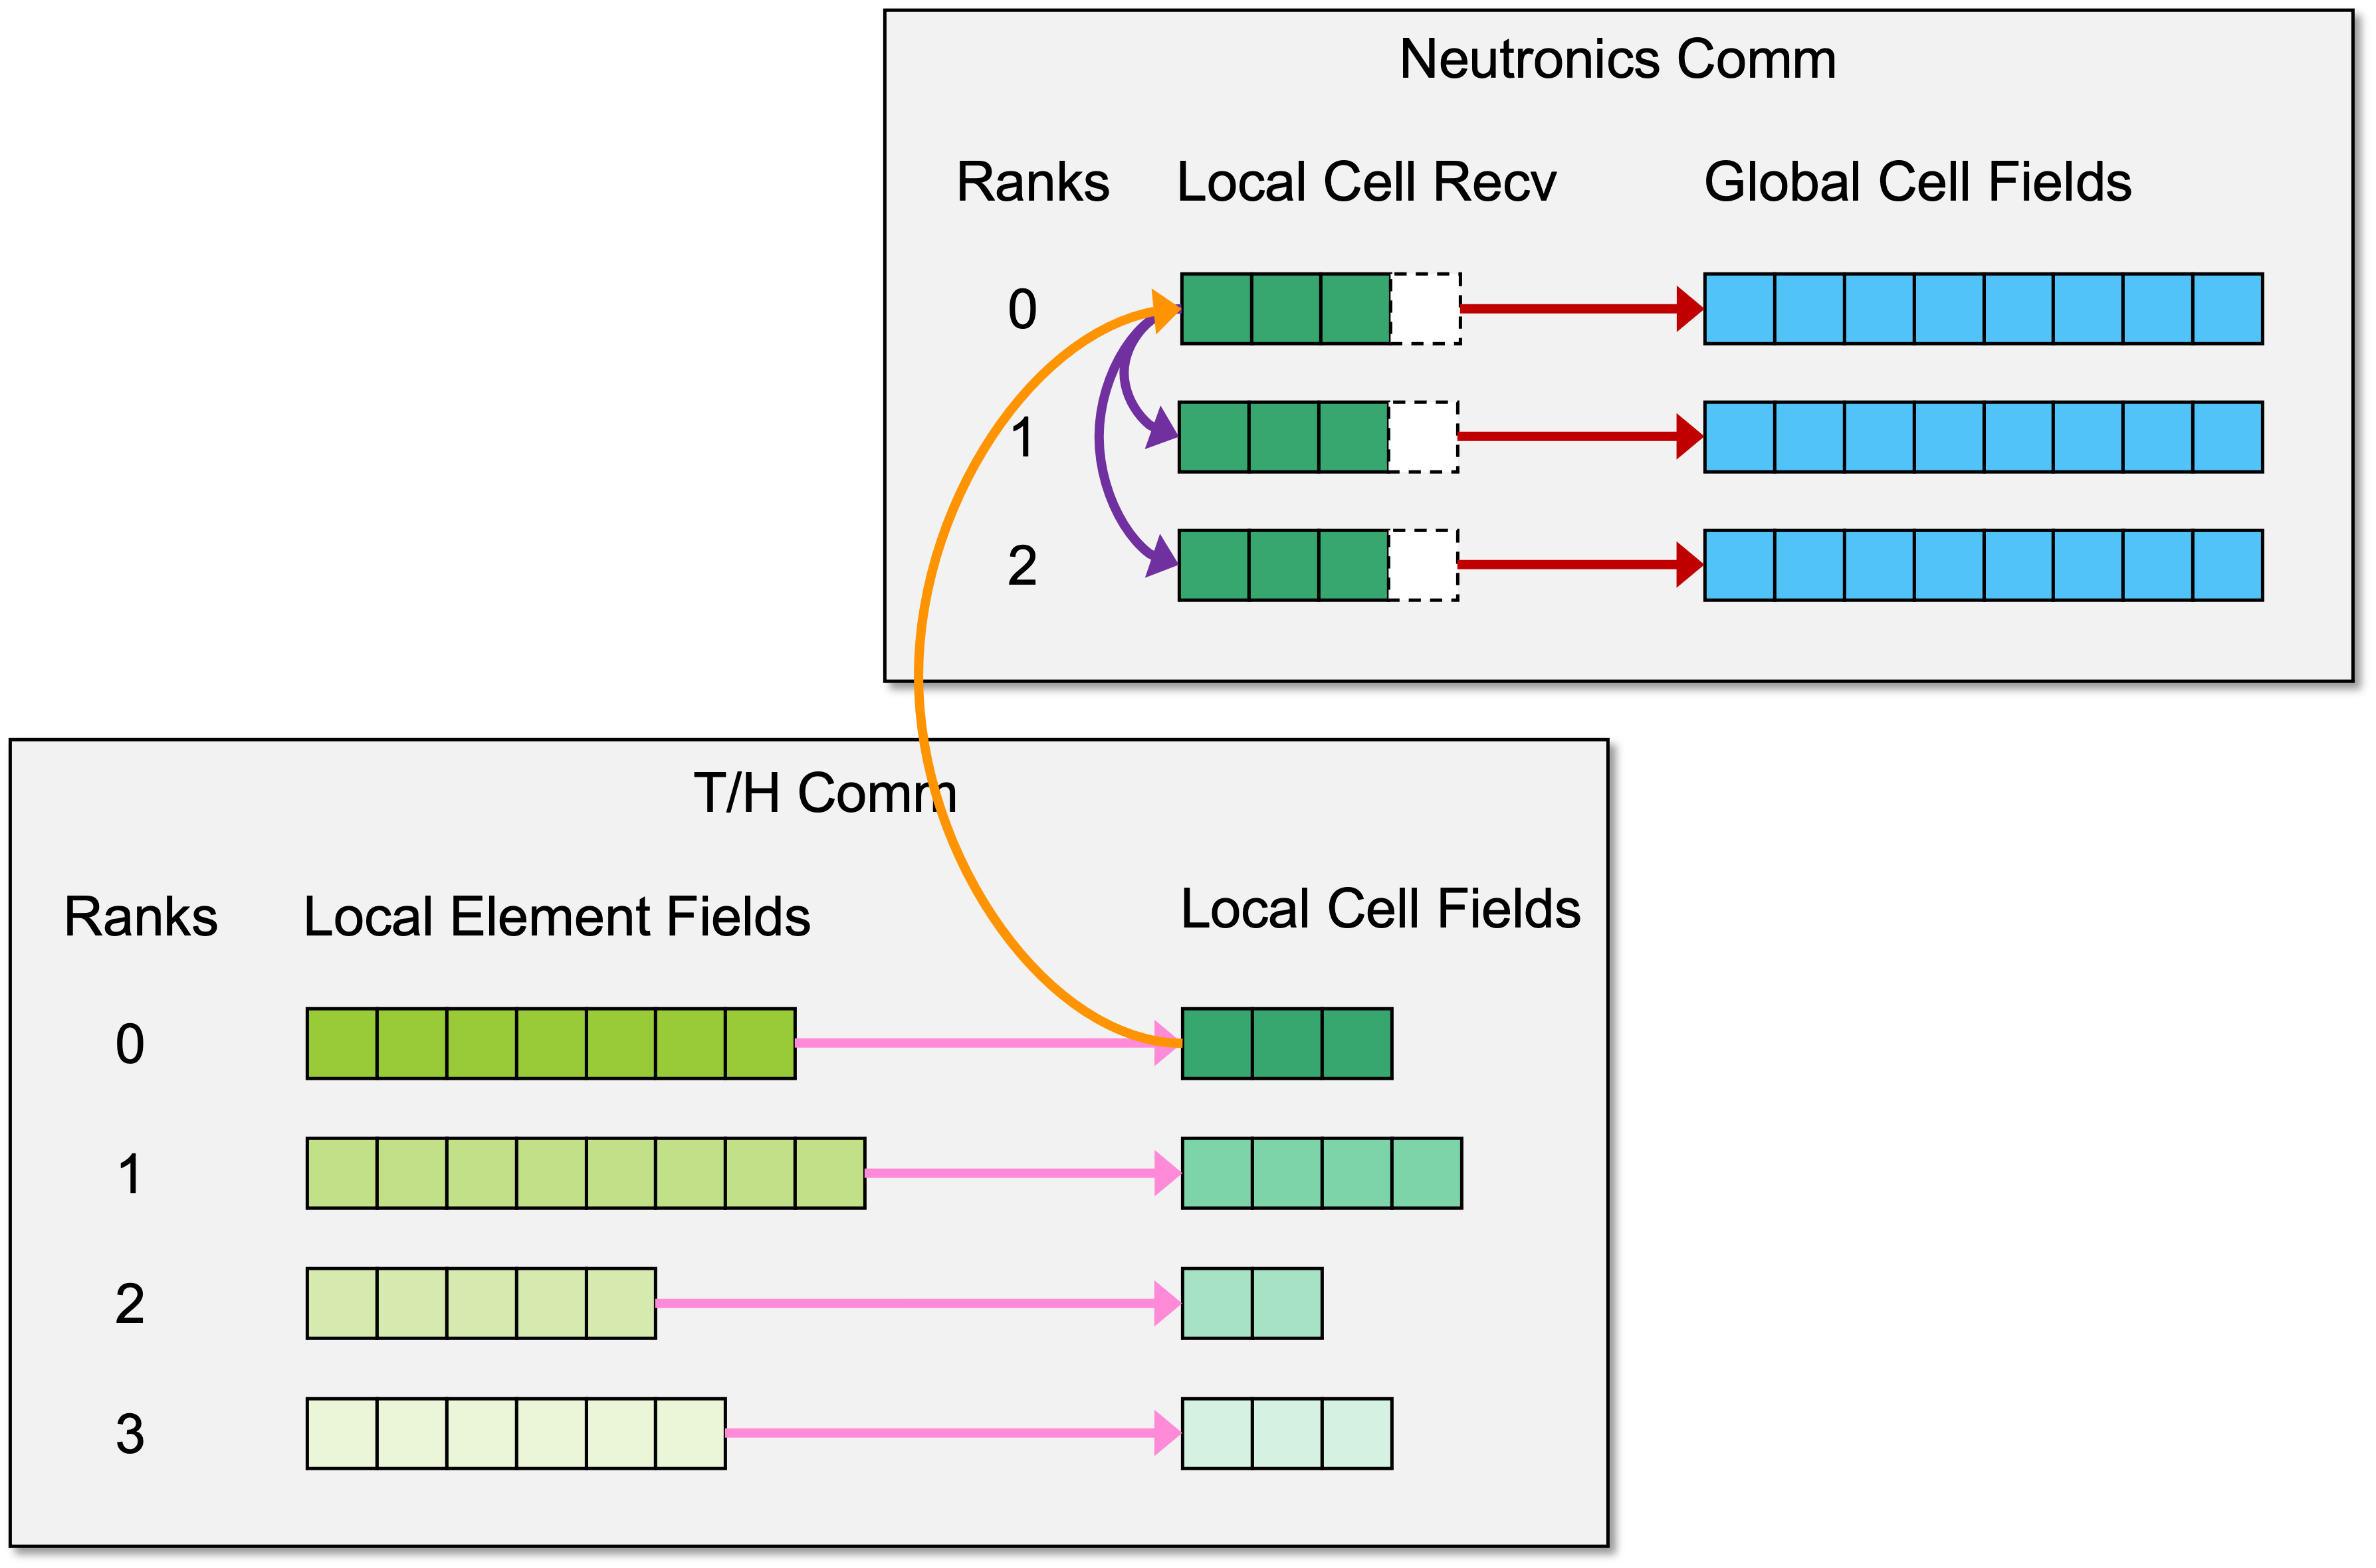 Neutronics Comm
Ranks Local Cell Recv Global Cell Fields
0
1
2
T/H Comm
Ranks Local Element Fields Local Cell Fields
0
1
2
3